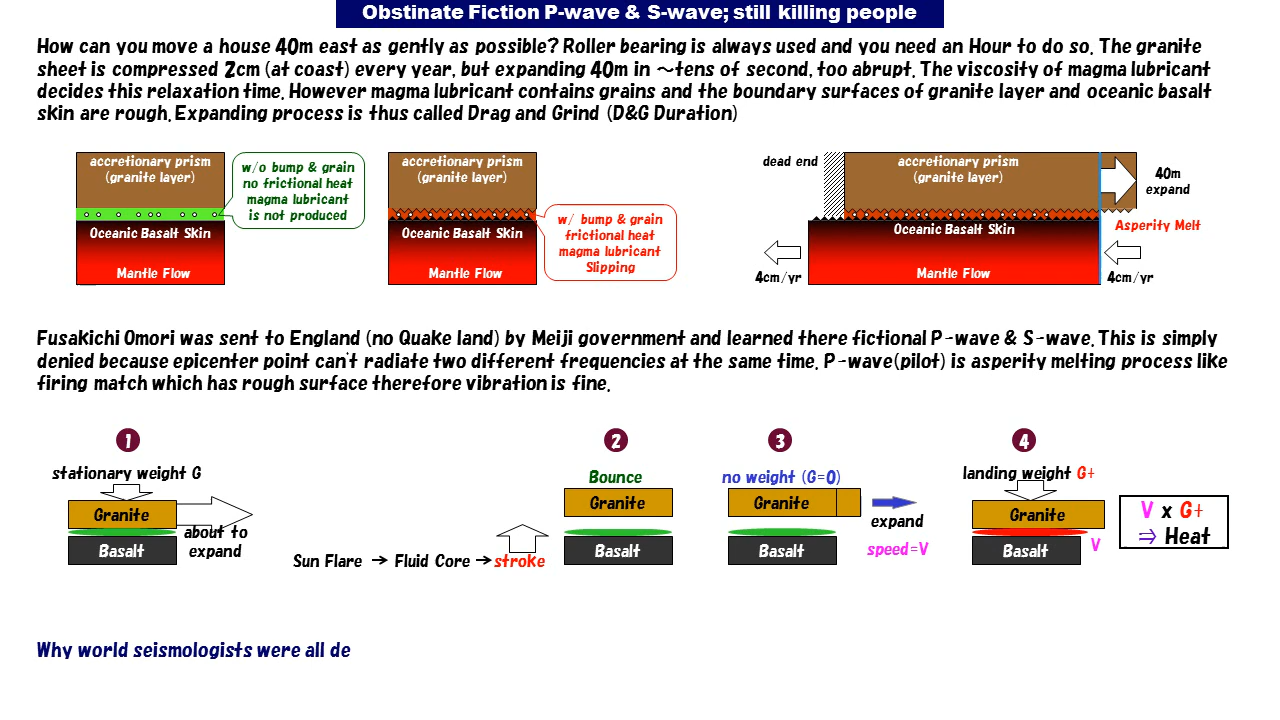 Obstinate Fiction P-wave & S-wave; still killing people
How can you move a house 40m east as gently as possible? Roller bearing is always used and you need an Hour to do so. The granite
sheet is compressed 2cm (at coast) every year, but expanding 40m in ～tens of second, too abrupt. The viscosity of magma lubricant
decides this relaxation time. However magma lubricant contains grains and the boundary surfaces of granite layer and oceanic basalt
skin are rough. Expanding process is thus called Drag and Grind (D&G Duration)
accretionary prism
(granite layer)
Oceanic Basalt Skin
Mantle Flow
w/o bump & grain
no frictional heat
magma lubricant
is not produced
accretionary prism
(granite layer)
Oceanic Basalt Skin
Mantle Flow
w/ bump & grain
frictional heat
magma lubricant
Slipping
dead end
accretionary prism
(granite layer)
40m
expand
Oceanic Basalt Skin
Asperity Melt
Mantle Flow
4cm/yr
4cm/yr
Fusakichi Omori was sent to England (no Quake land) by Meiji government and learned there fictional P-wave & S-wave. This is simply
denied because epicenter point can't radiate two different frequencies at the same time. P-wave(pilot) is asperity melting process like
firing match which has rough surface therefore vibration is fine.
1
stationary weight G
Granite
about to
expand
Basalt
Sun Flare → Fluid Core → stroke
2
Bounce
Granite
Basalt
3
no weight (G=0)
Granite
expand
speed=V
Basalt
4
landing weight G+
Granite
Basalt
V
V x G+
⇒ Heat
Why world seismologists were all de